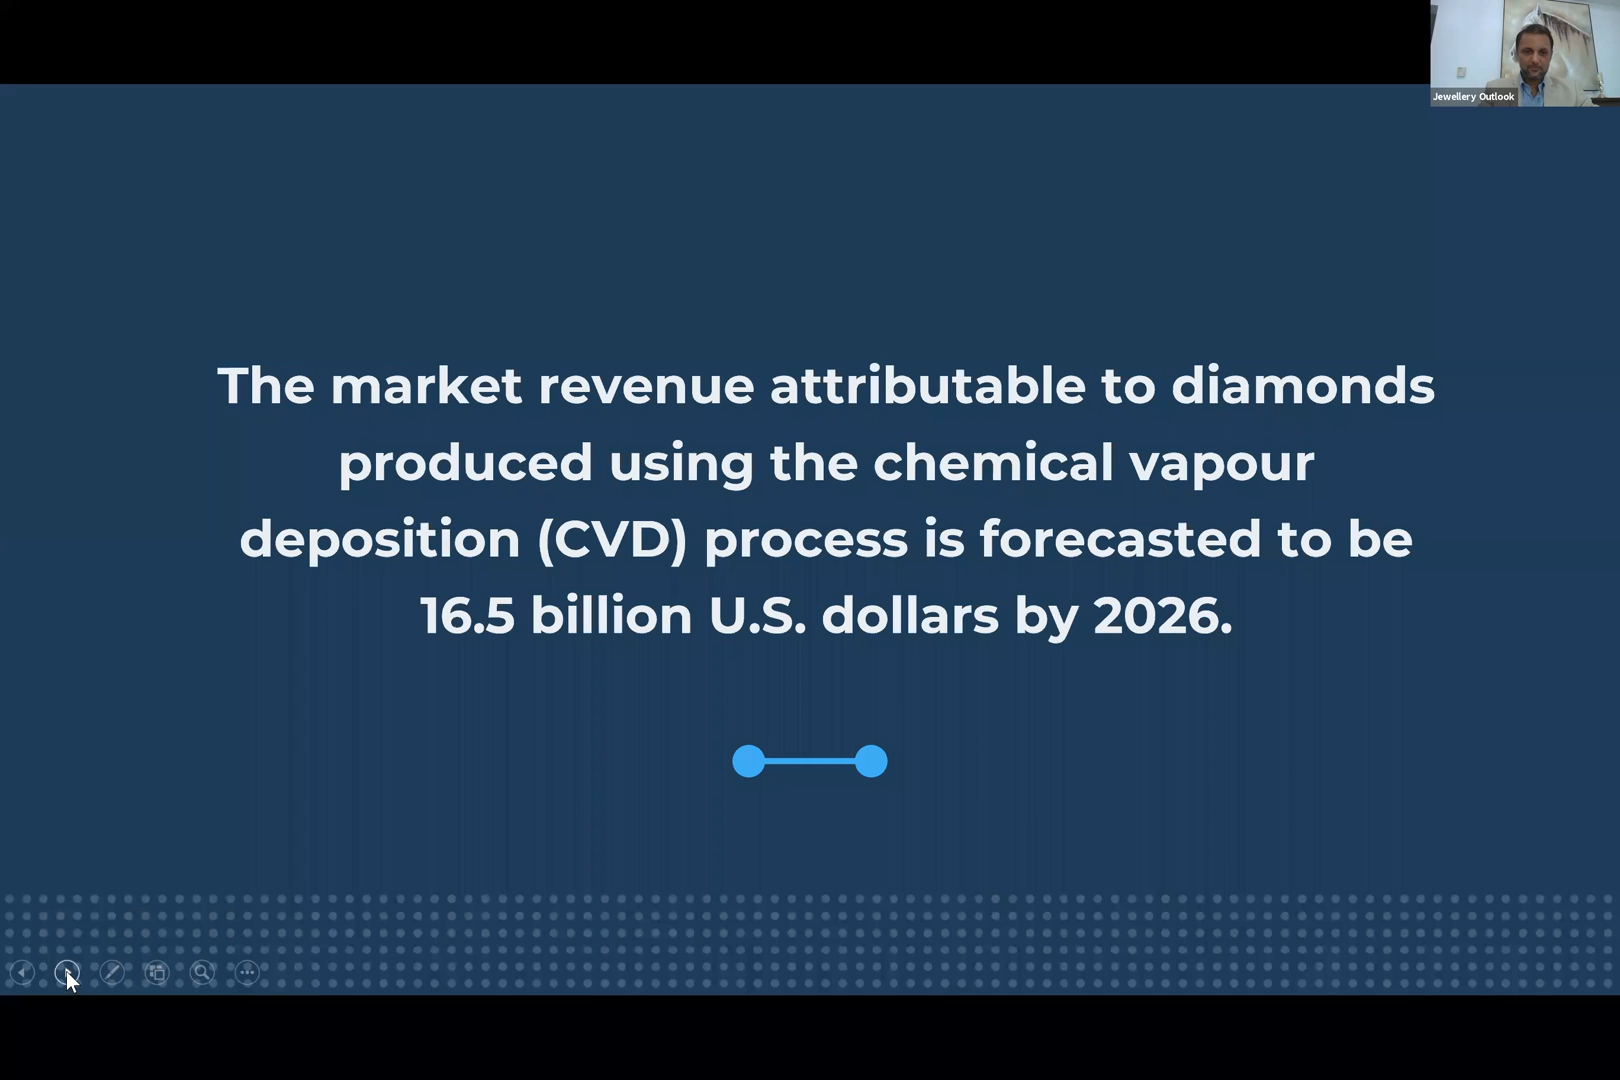 Jewellery Outlook
The market revenue attributable to diamonds
produced using the chemical vapour
deposition (CVD) process is forecasted to be
16.5 billion U.S. dollars by 2026.